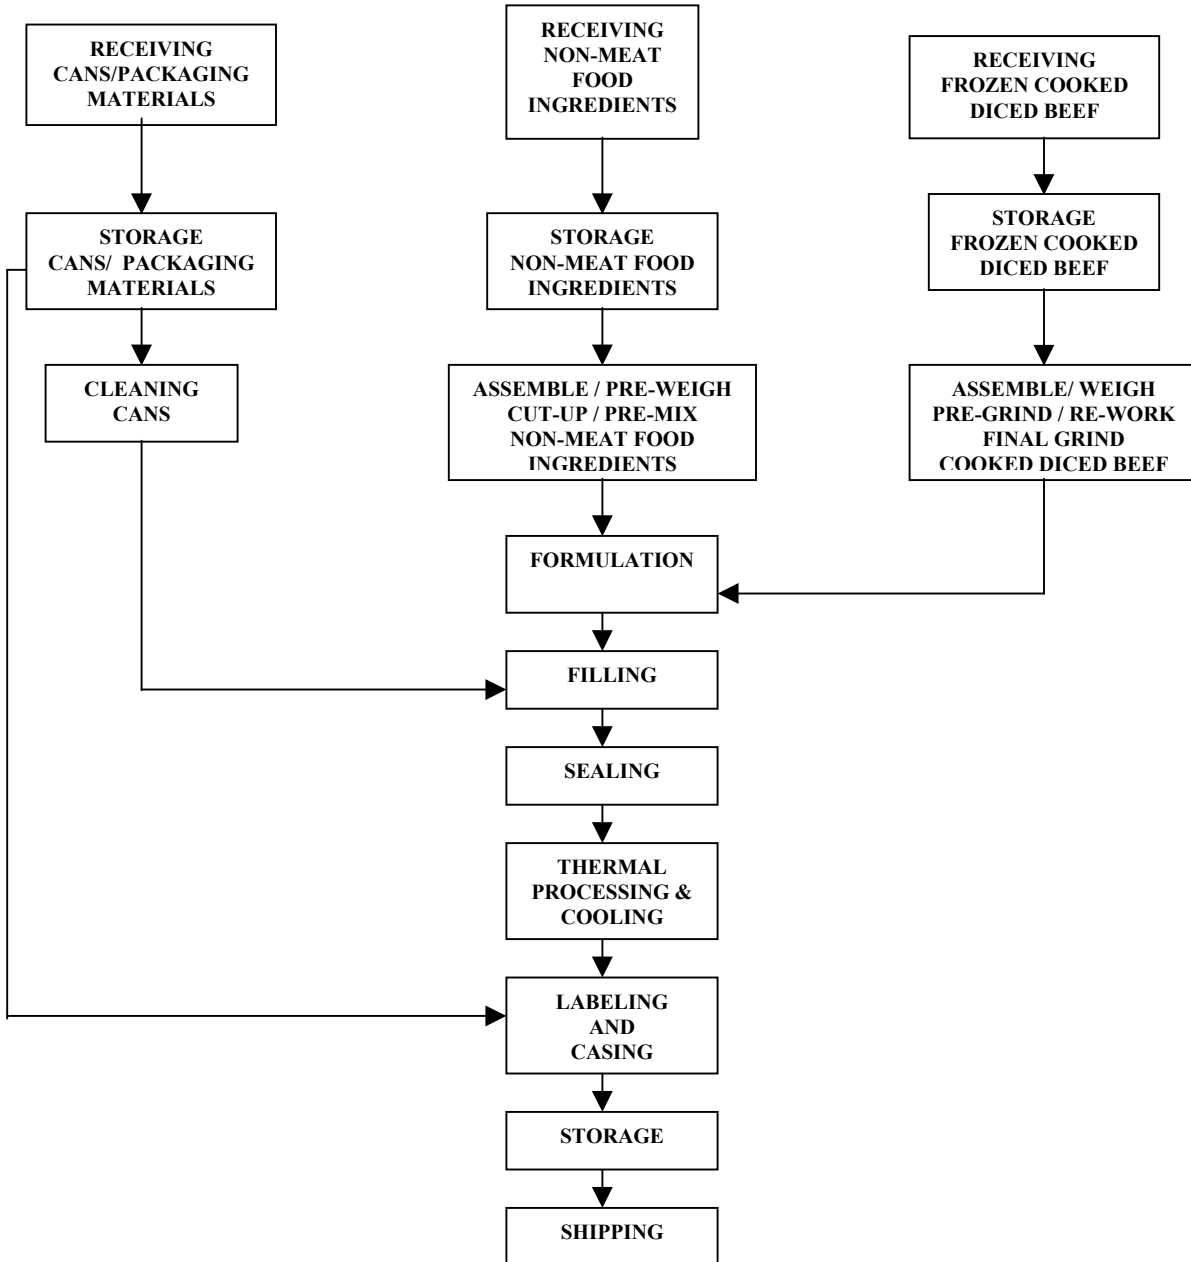 RECEIVING
CANS/PACKAGING
MATERIALS
RECEIVING
NON-MEAT
FOOD
INGREDIENTS
RECEIVING
FROZEN COOKED
DICED BEEF
STORAGE
CANS/ PACKAGING
MATERIALS
STORAGE
NON-MEAT FOOD
INGREDIENTS
STORAGE
FROZEN COOKED
DICED BEEF
CLEANING
CANS
ASSEMBLE / PRE-WEIGH
CUT-UP / PRE-MIX
NON-MEAT FOOD
INGREDIENTS
ASSEMBLE/ WEIGH
PRE-GRIND / RE-WORK
FINAL GRIND
COOKED DICED BEEF
FORMULATION
FILLING
SEALING
THERMAL
PROCESSING &
COOLING
LABELING
AND
CASING
STORAGE
SHIPPING